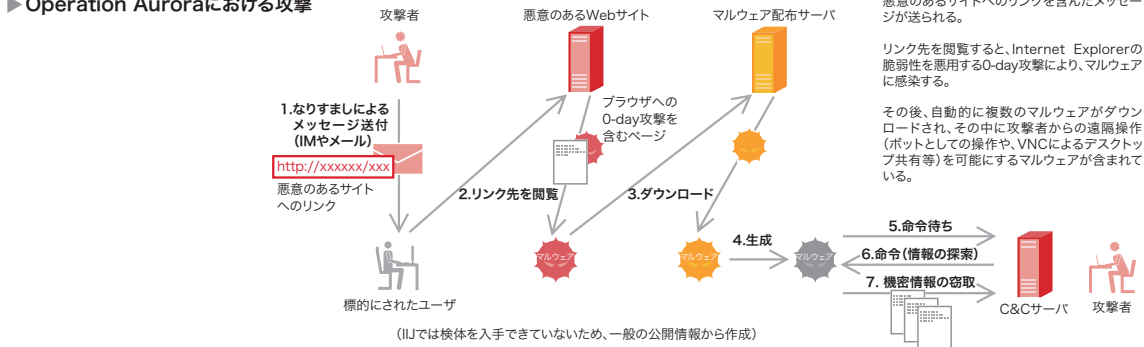 ▶Operation Auroraにおける攻撃
攻撃者
悪意のあるWebサイト
マルウェア配布サーバ
1.なりすましによる
メッセージ送付
(IMやメール)
http://xxxxxx/xxx
悪意のあるサイト
へのリンク
ブラウザへの
0-day攻撃を
含むページ
2.リンク先を閲覧
3.ダウンロード
標的にされたユーザ
マルウェア
マルウェア
4.生成
マルウェア
5.命令待ち
6.命令(情報の探索)
7. 機密情報の窃取
C&Cサーバ
攻撃者
(IIJでは検体を入手できていないため、一般の公開情報から作成)
悪意のあるサイトへのリンクを含んだメッセー
ジが送られる。
リンク先を閲覧すると、Internet Explorerの
脆弱性を悪用する0-day攻撃により、マルウェア
に感染する。
その後、自動的に複数のマルウェアがダウン
ロードされ、その中に攻撃者からの遠隔操作
(ボットとしての操作や、VNCによるデスクトッ
プ共有等)を可能にするマルウェアが含まれて
いる。